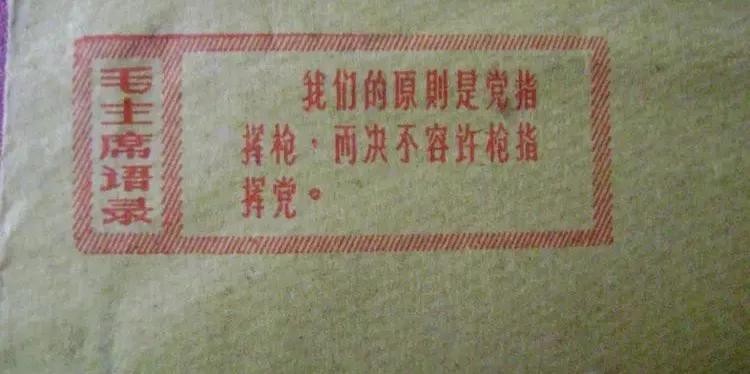 毛主席语录
我们的原則是党指
挥枪，而决不容许枪指
挥党。